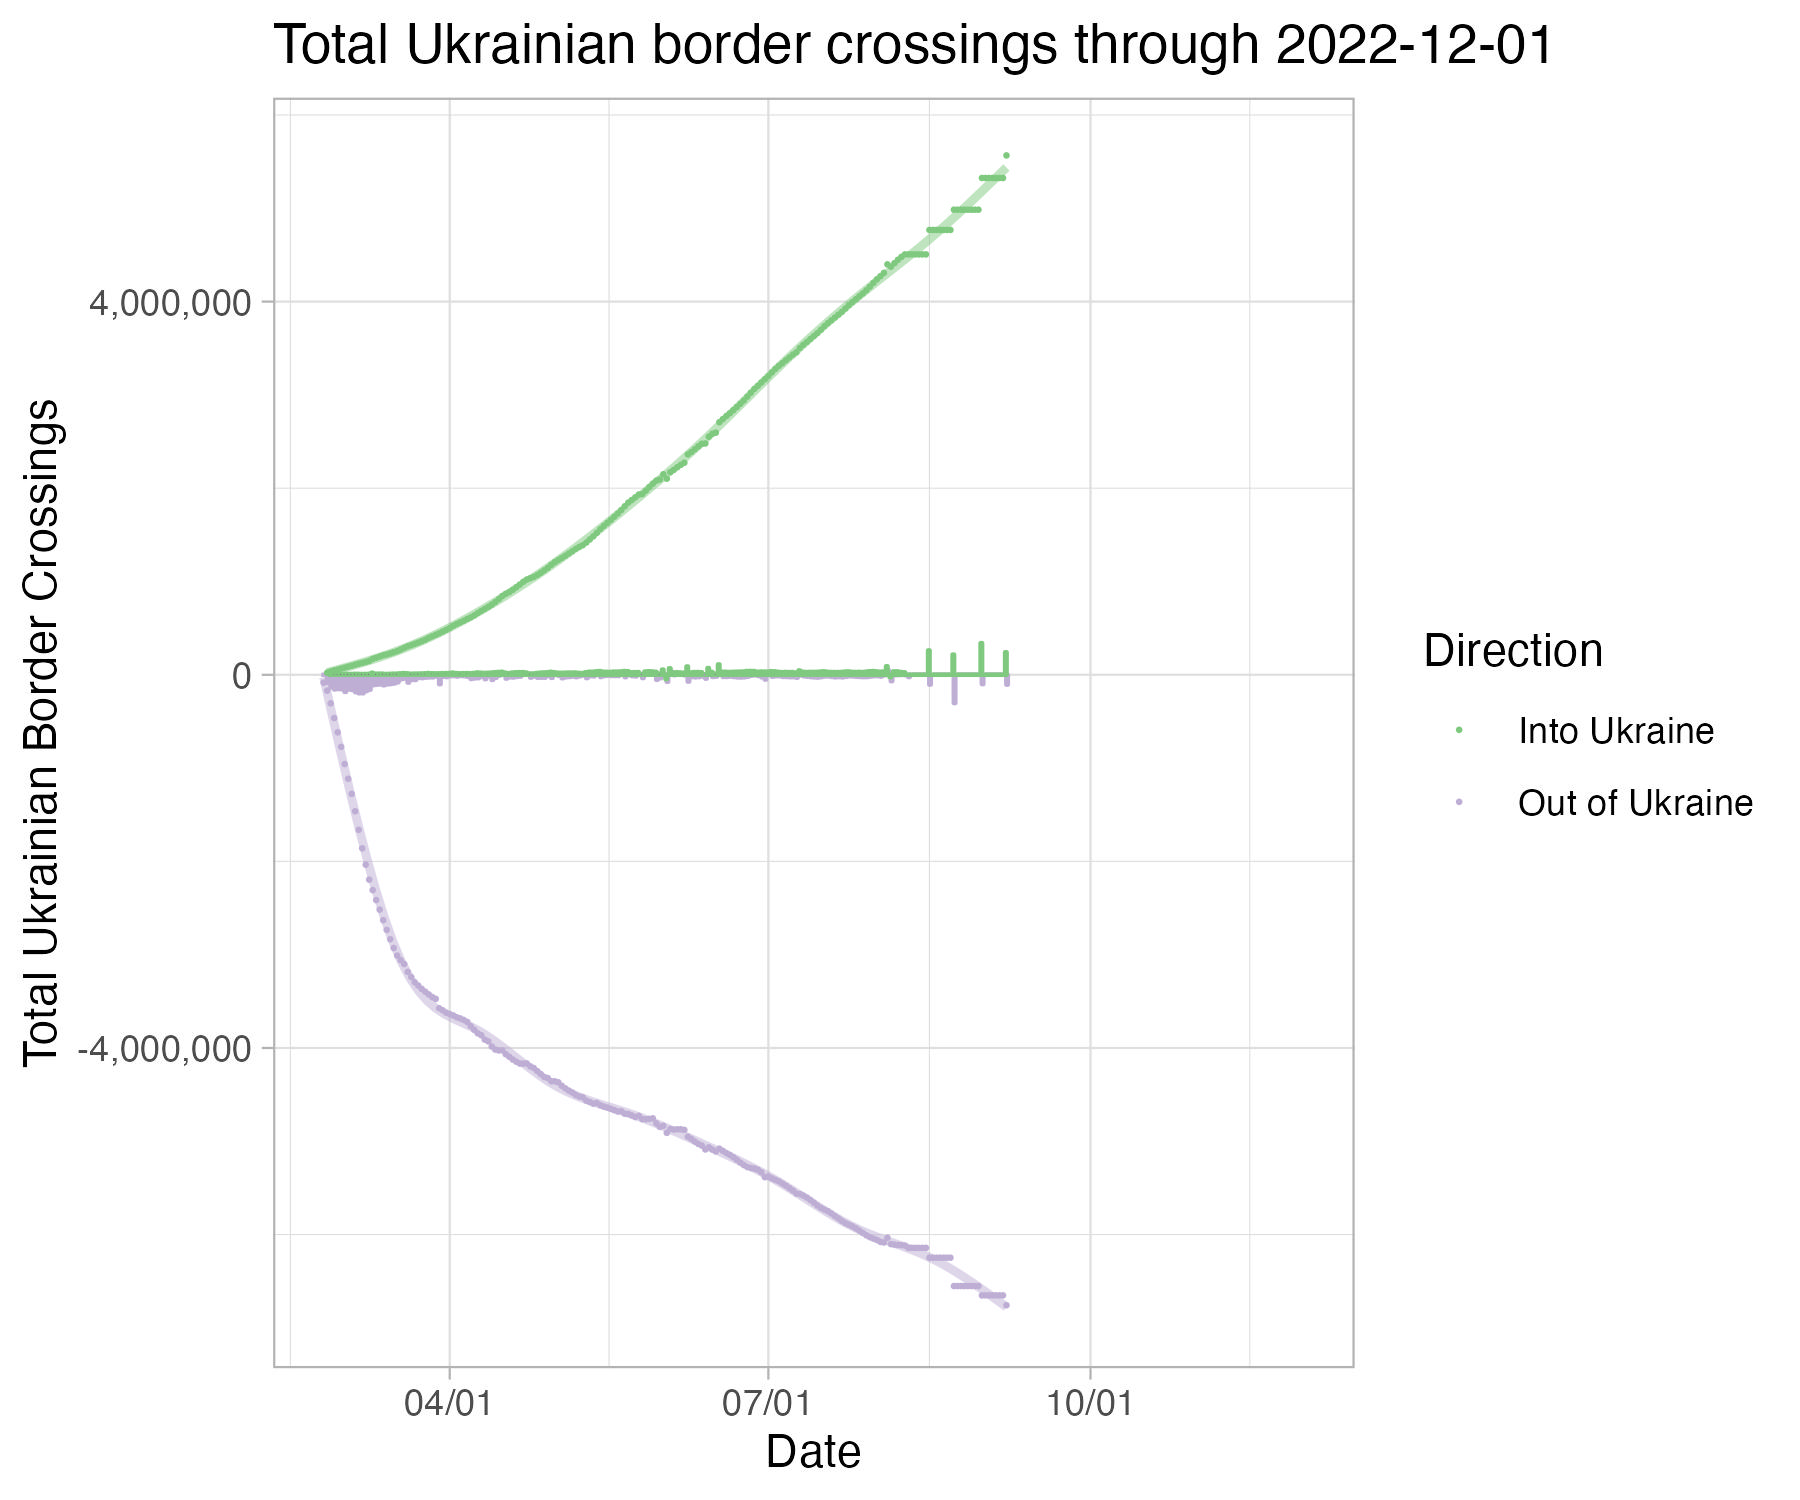 Total Ukrainian border crossings through 2022-12-01
Total Ukrainian Border Crossings
4,000,000
0
-4,000,000
04/01
07/01
10/01
Date
Direction
Into Ukraine
Out of Ukraine